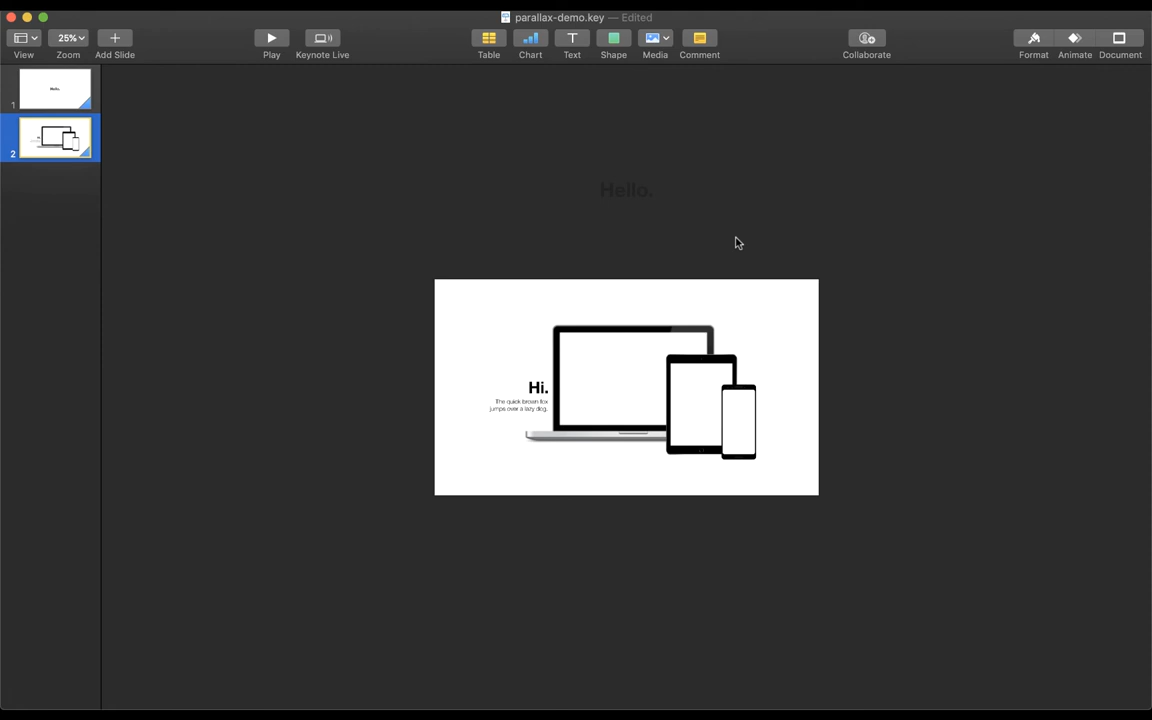 parallax-demo.key — Edited
25%
View
Zoom
Add Slide
Play
Keynote Live
Table
Chart
Text
Shape
Media
Comment
Collaborate
Format
Animate
Document
1
Hello.
2
Hello.
Hi.
The quick brown fox
jumps over a lazy dog.